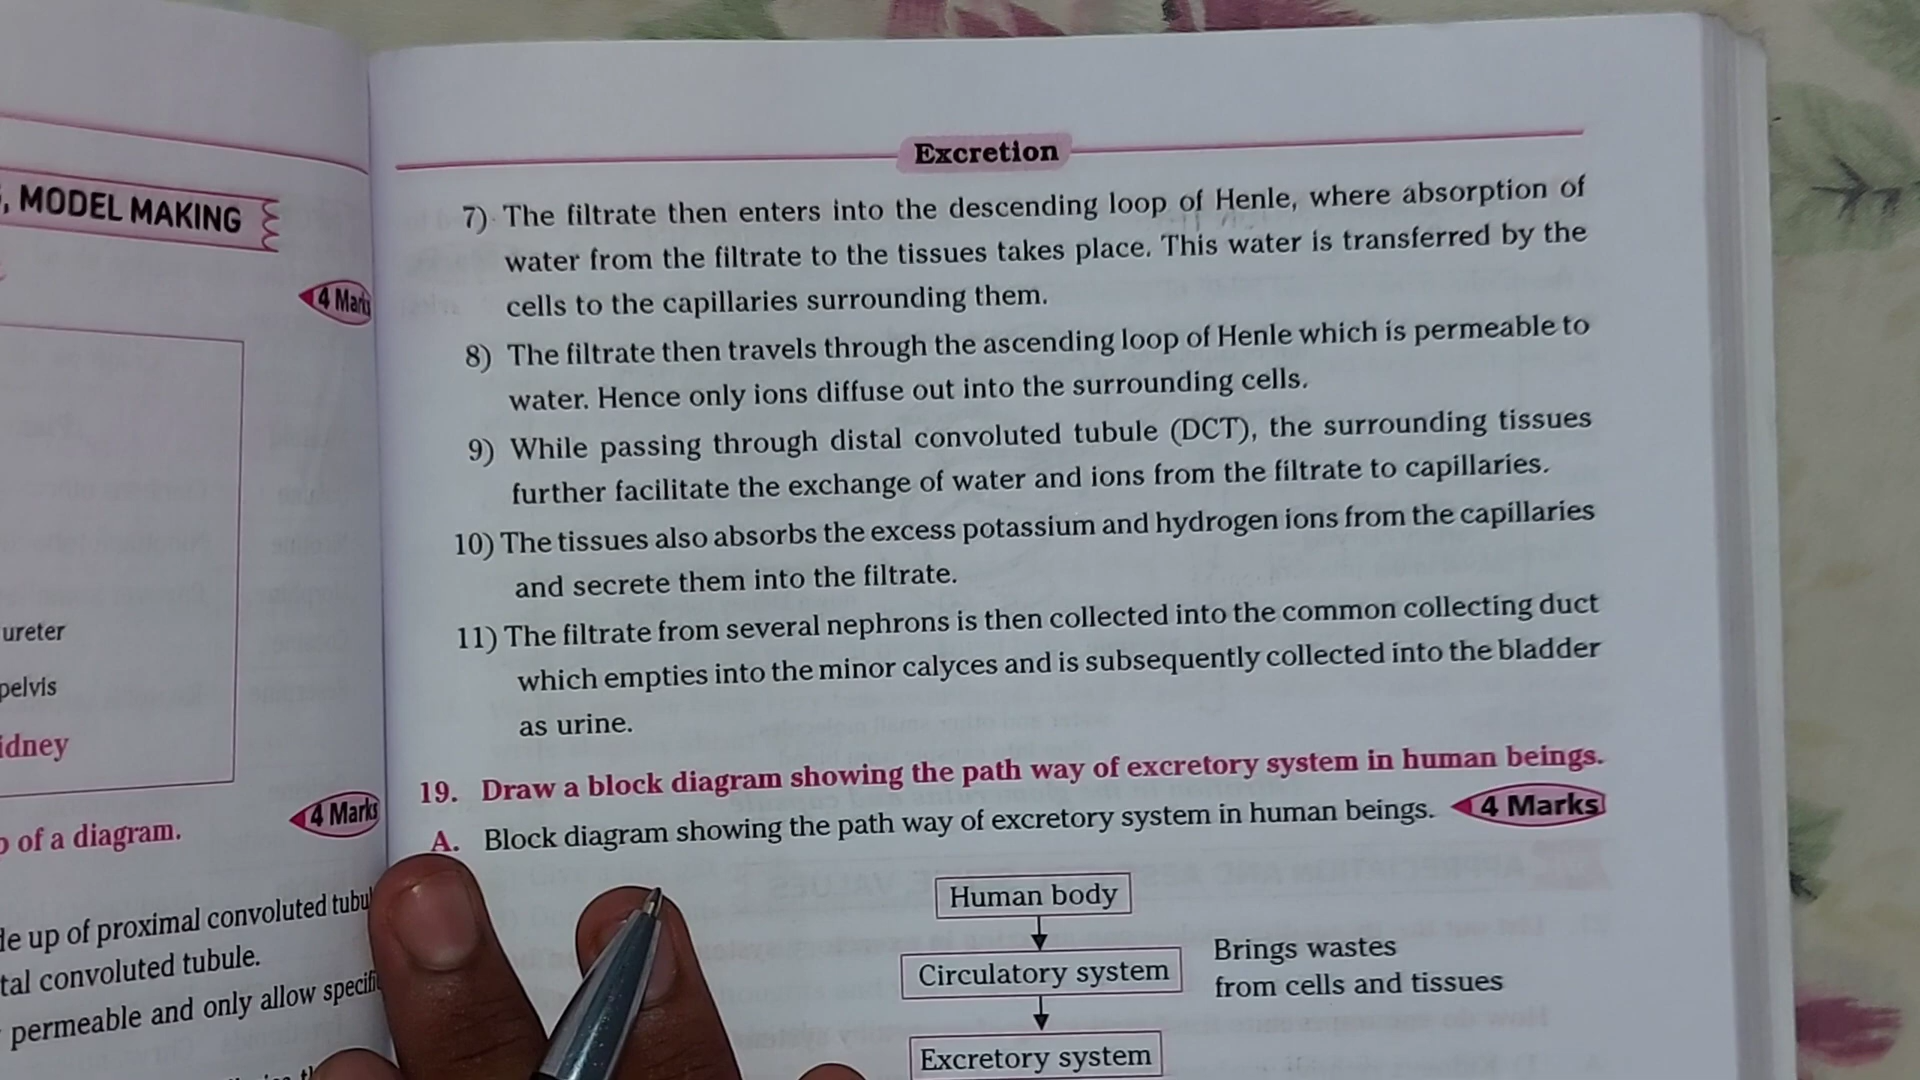 , MODEL MAKING
4 Marks
ureter
pelvis
idney
4 Marks
of a diagram.
up of proximal convoluted
tal convoluted tubule.
permeable and only allow
Excretion
7) The filtrate then enters into the descending loop of Henle, where absorption of
water from the filtrate to the tissues takes place. This water is transferred by the
cells to the capillaries surrounding them.
8) The filtrate then travels through the ascending loop of Henle which is permeable to
water. Hence only ions diffuse out into the surrounding cells.
9) While passing through distal convoluted tubule (DCT), the surrounding tissues
further facilitate the exchange of water and ions from the filtrate to capillaries.
10) The tissues also absorbs the excess potassium and hydrogen ions from the capillaries
and secrete them into the filtrate.
11) The filtrate from several nephrons is then collected into the common collecting duct
which empties into the minor calyces and is subsequently collected into the bladder
as urine.
19. Draw a block diagram showing the path way of excretory system in human beings.
A. Block diagram showing the path way of excretory system in human beings. 4 Marks
Human body
Circulatory system
Brings wastes
from cells and tissues
Excretory system